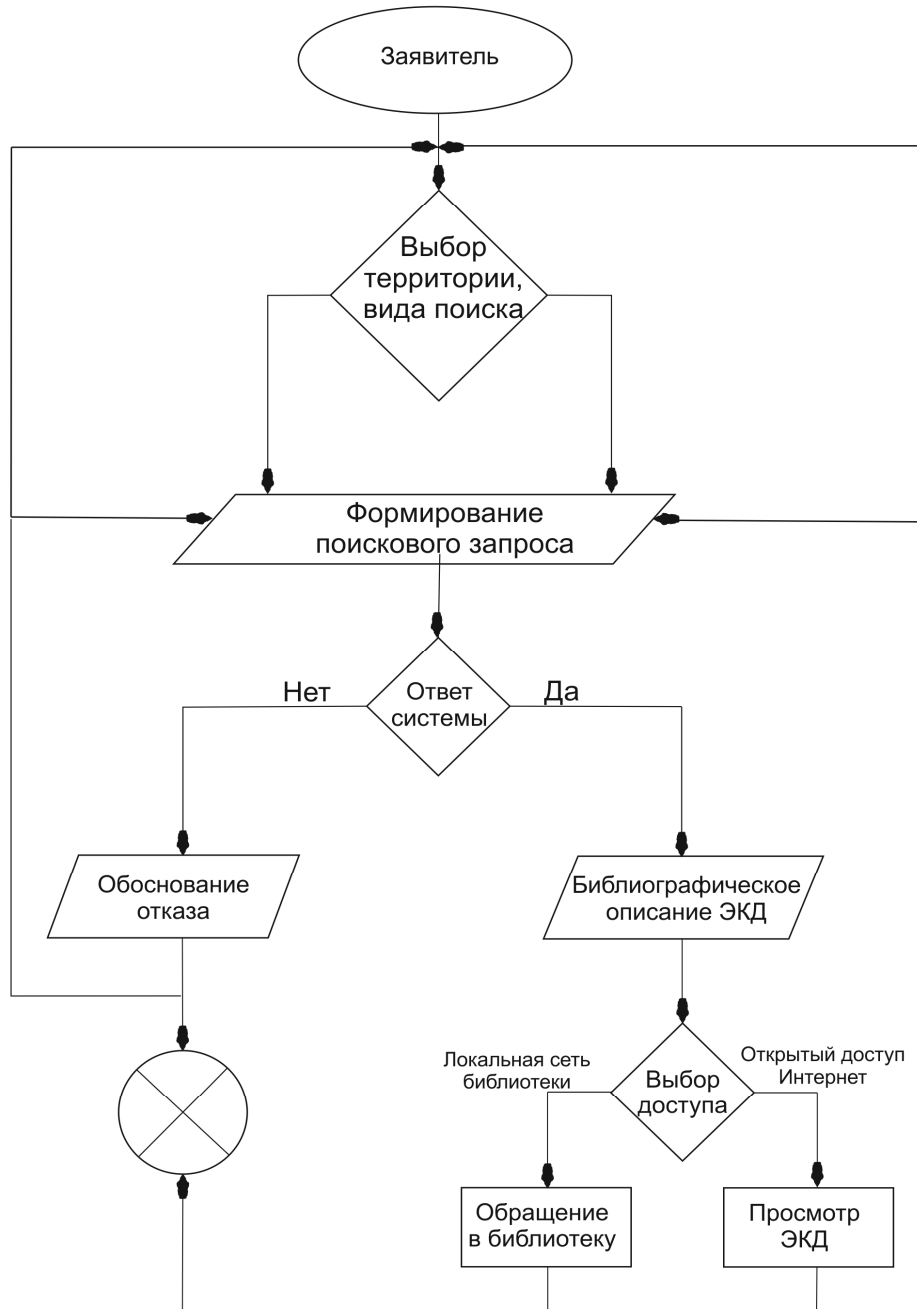 Заявитель
Выбор
территории,
вида поиска
Формирование
поискового запроса
Нет
Ответ
системы
Да
Обоснование
отказа
Библиографическое
описание ЭКД
Локальная сеть
библиотеки
Выбор
доступа
Открытый доступ
Интернет
Обращение
в библиотеку
Просмотр
ЭКД